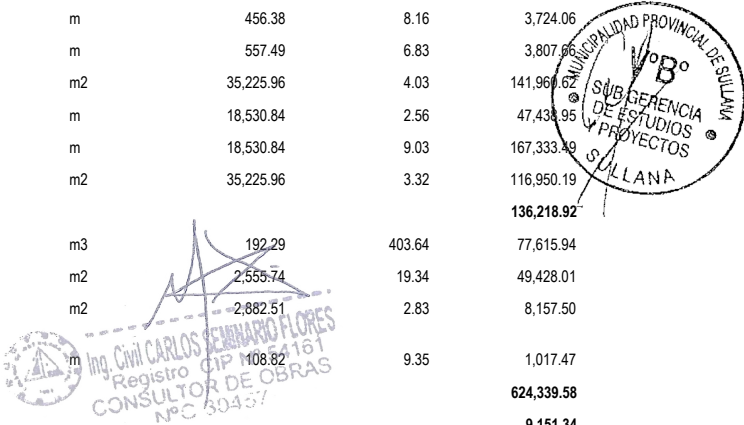 m 456.38 8.16 3,724.06
m 557.49 6.83 3,807.66
m2 35,225.96 4.03 141,960.62
m 18,530.84 2.56 47,438.95
m 18,530.84 9.03 167,333.49
m2 35,225.96 3.32 116,950.19
136,218.92
MUNICIPALIDAD PROVINCIAL DE SULLANA
VºBº
SUB GERENCIA
DE ESTUDIOS
Y PROYECTOS
SULLANA
m3 192.29 403.64 77,615.94
m2 2,555.74 19.34 49,428.01
m2 2,882.51 2.83 8,157.50
m 108.82 9.35 1,017.47
624,339.58
9,151.34
Ing. Civil CARLOS SEMINARIO FLORES
Registro CIP Nº 54161
CONSULTOR DE OBRAS
NºC 30457